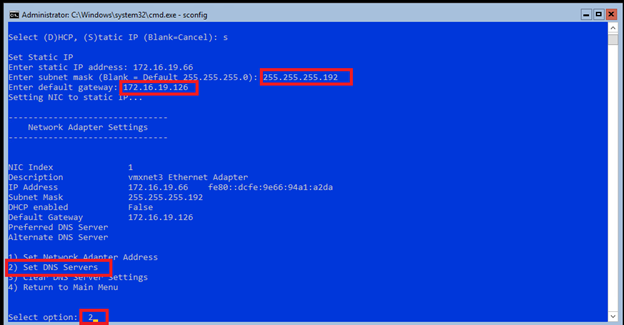 Administrator: C:\Windows\system32\cmd.exe - sconfig
Select (D)HCP, (S)tatic IP (Blank=Cancel): s
Set Static IP
Enter static IP address: 172.16.19.66
Enter subnet mask (Blank = Default 255.255.255.0): 255.255.255.192
Enter default gateway: 172.16.19.126
Setting NIC to static IP...
--------------------------------
Network Adapter Settings
--------------------------------
NIC Index 1
Description vmxnet3 Ethernet Adapter
IP Address 172.16.19.66 fe80::dcfe:9e66:94a1:a2da
Subnet Mask 255.255.255.192
DHCP enabled False
Default Gateway 172.16.19.126
Preferred DNS Server
Alternate DNS Server
1) Set Network Adapter Address
2) Set DNS Servers
3) Clear DNS Server Settings
4) Return to Main Menu
Select option: 2